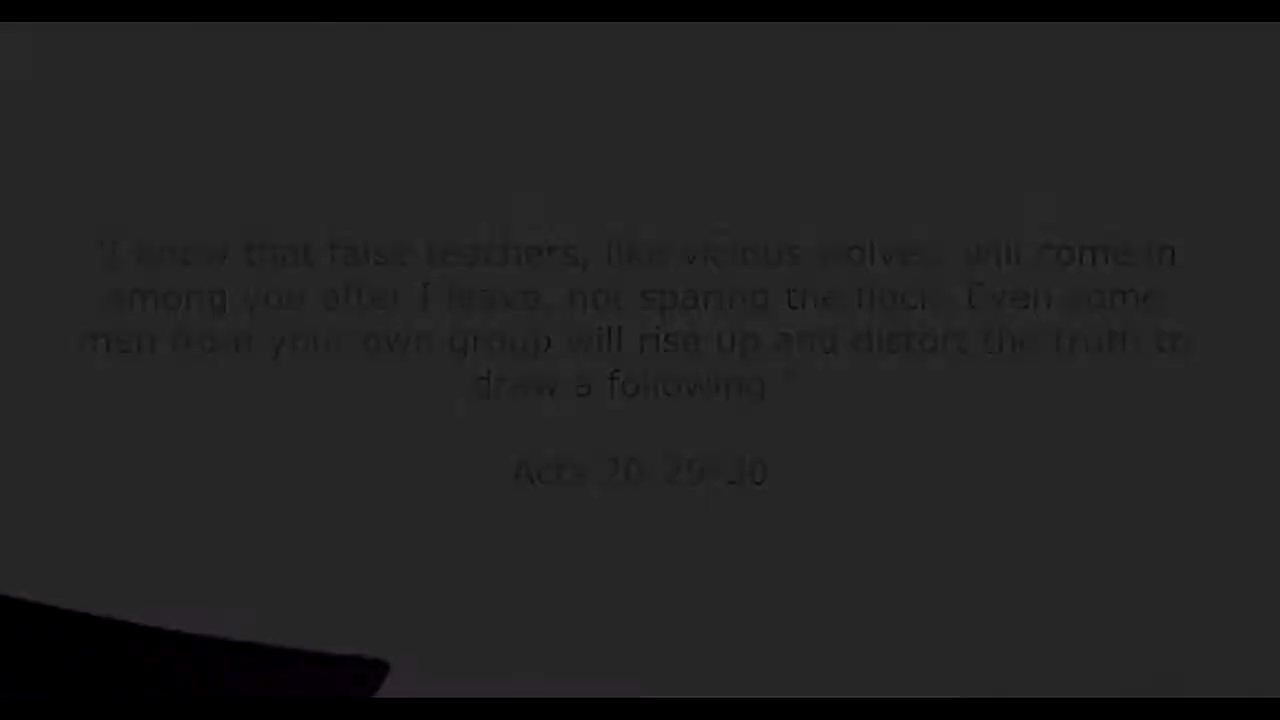 "I know that false teachers, like vicious wolves, will come in
among you after I leave, not sparing the flock. Even some
men from your own group will rise up and distort the truth to
draw a following."
Acts 20:29-30